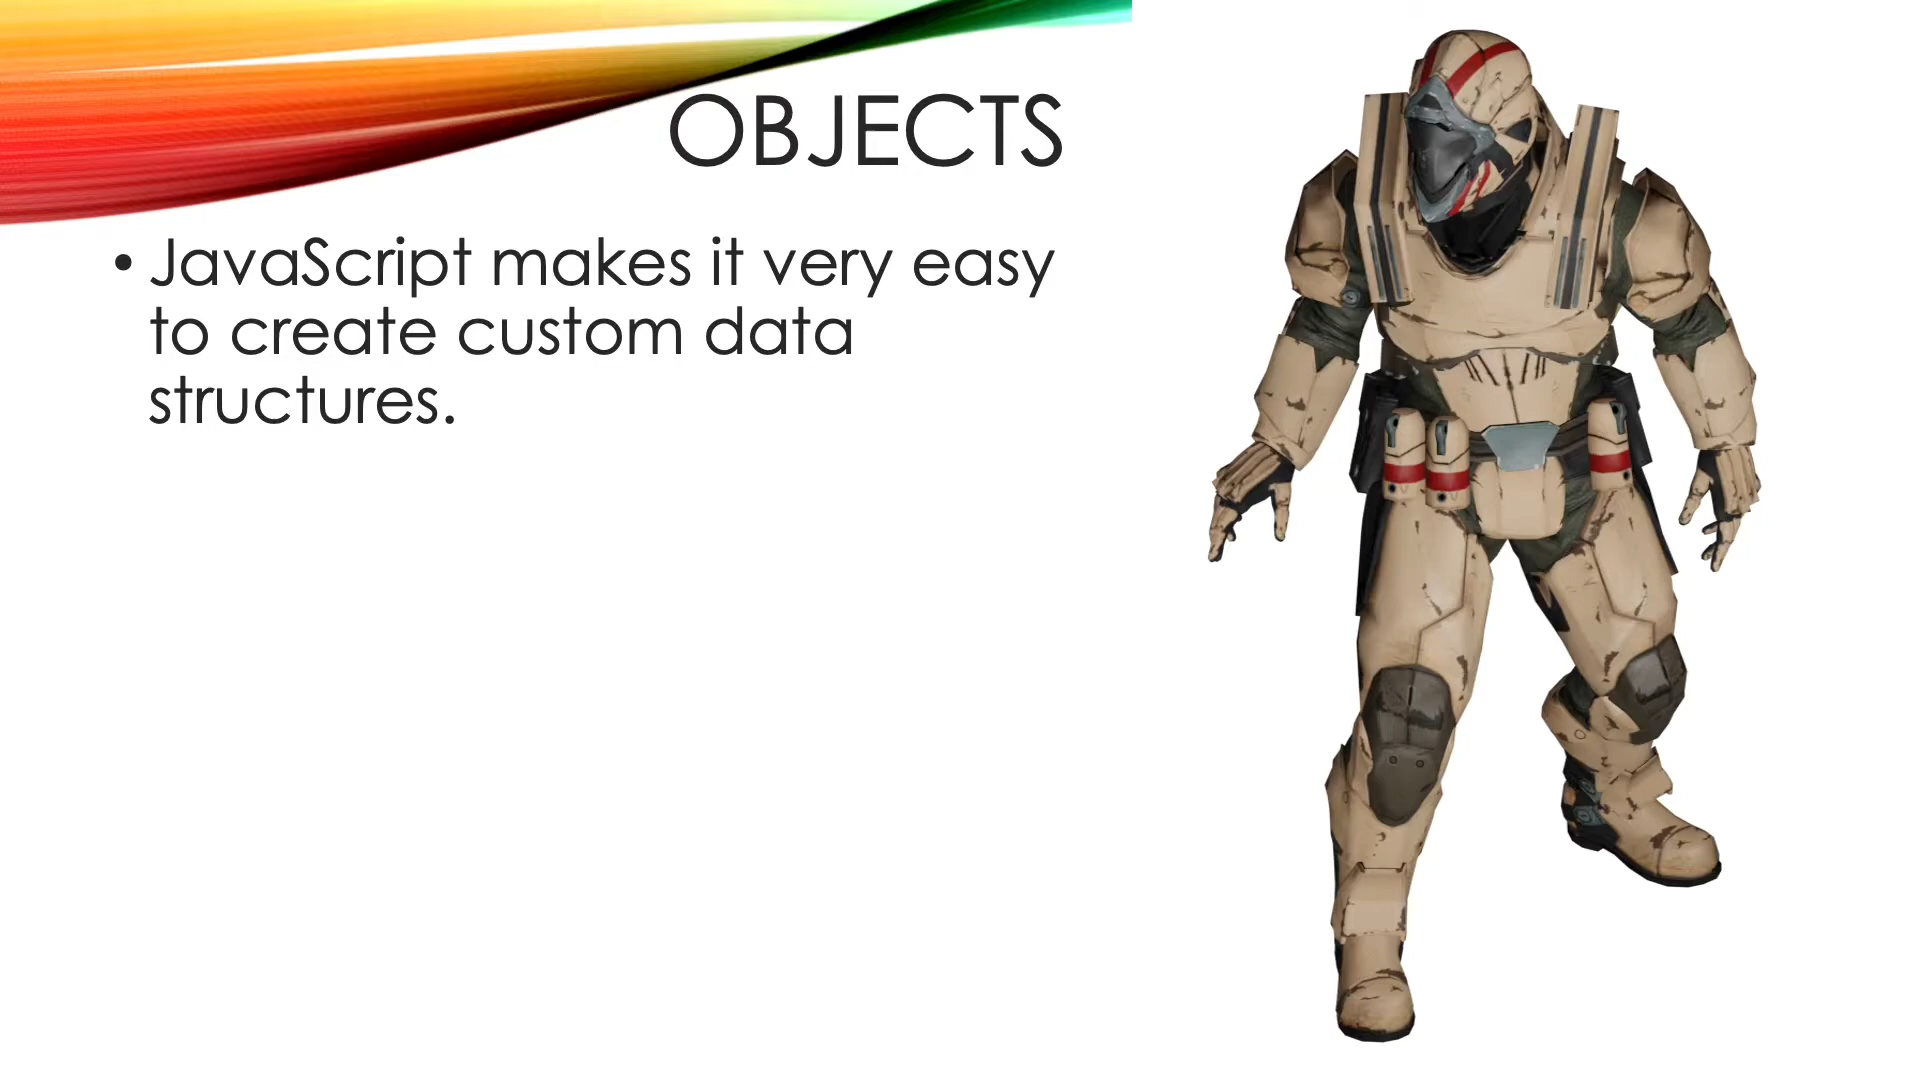 OBJECTS
• JavaScript makes it very easy
to create custom data
structures.